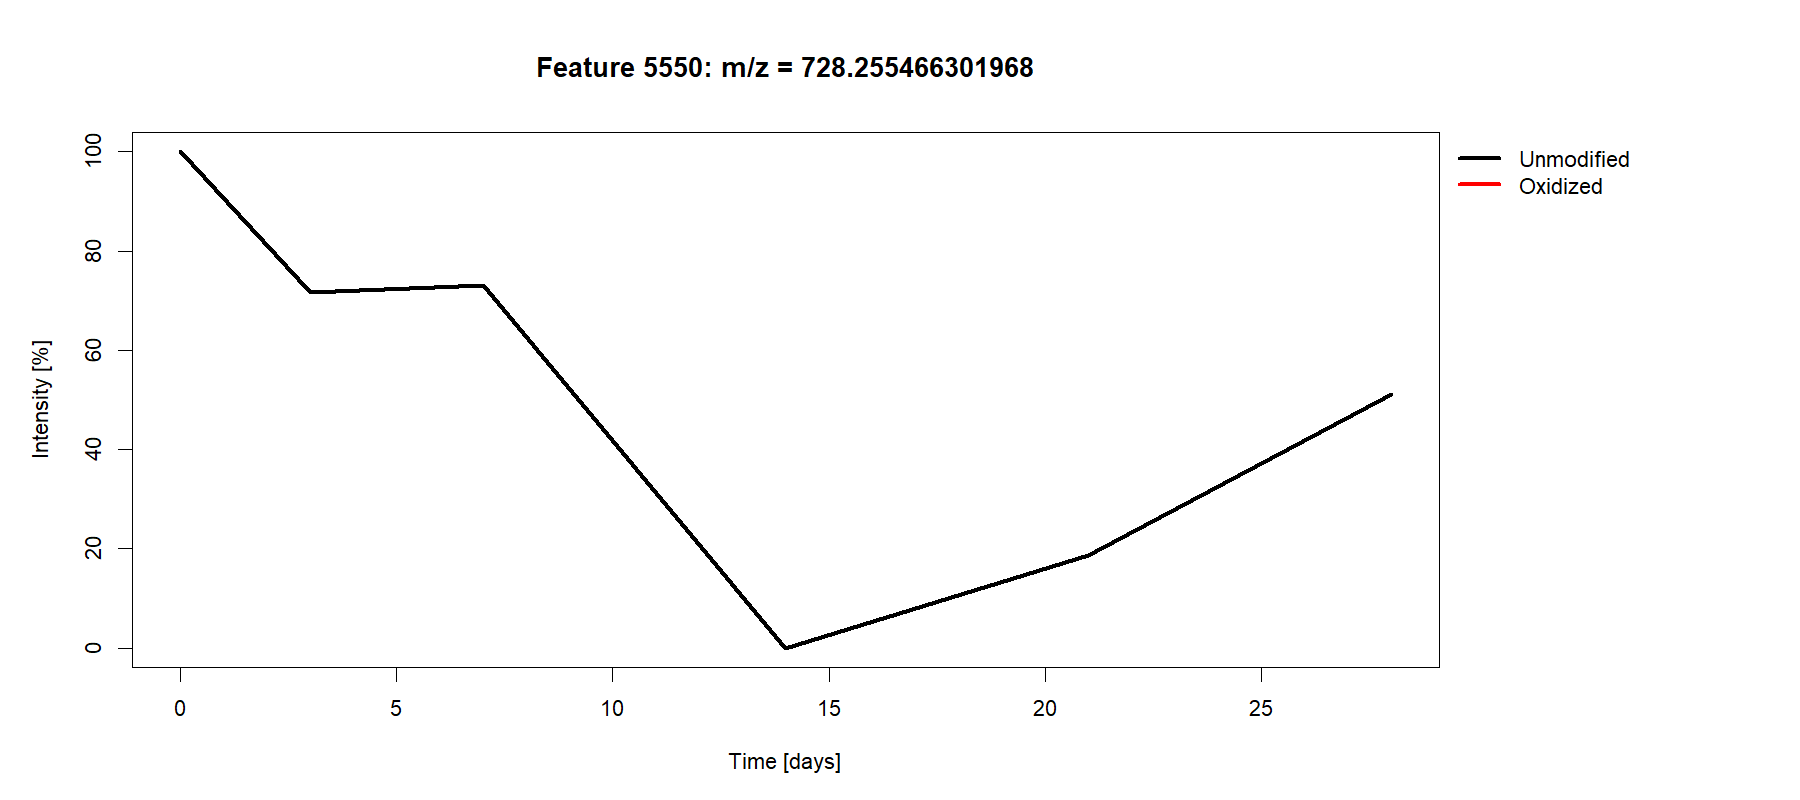 Feature 5550: m/z = 728.255466301968
100
80
60
40
20
0
Intensity [%]
0 5 10 15 20 25
Time [days]
Unmodified
Oxidized